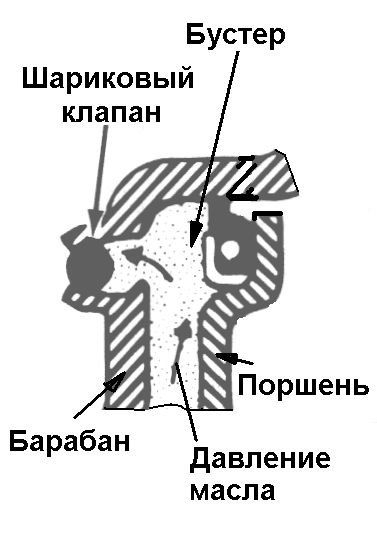 Бустер
Шариковый
клапан
Поршень
Барабан
Давление
масла